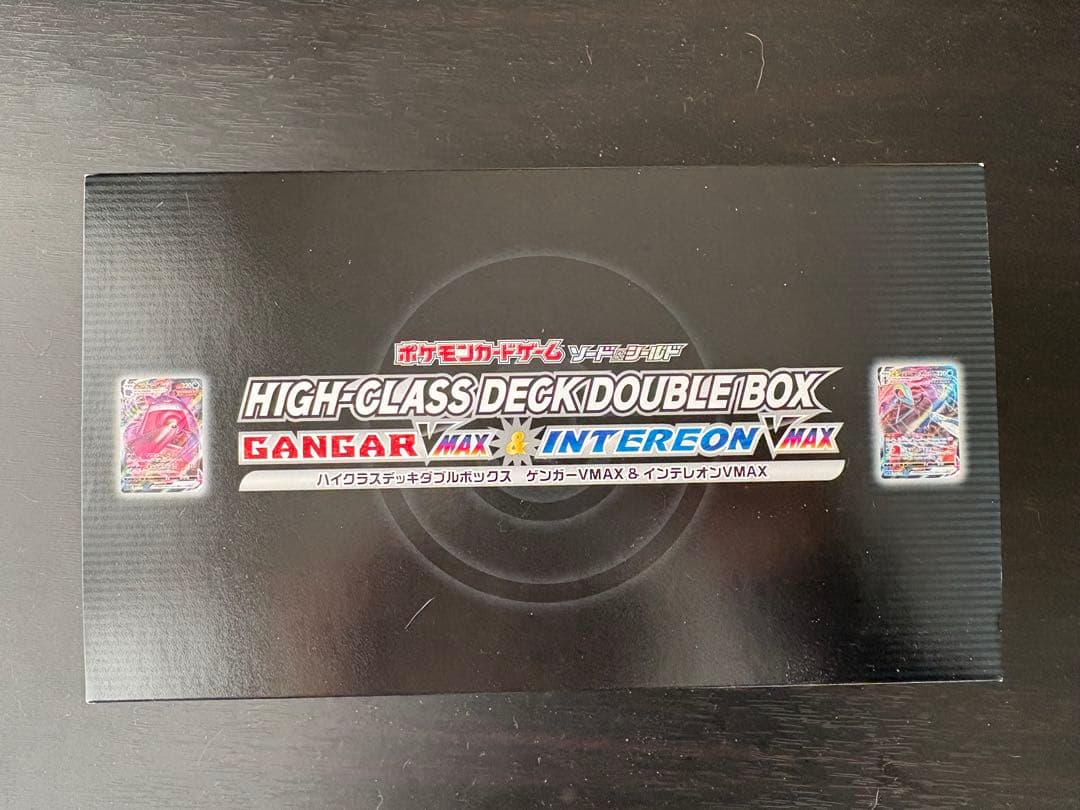 ポケモンカードゲーム ソード&シールド
HIGH-CLASS DECK DOUBLE BOX
GANGAR VMAX & INTEREON VMAX
ハイクラスデッキダブルボックス ゲンガーVMAX & インテレオンVMAX